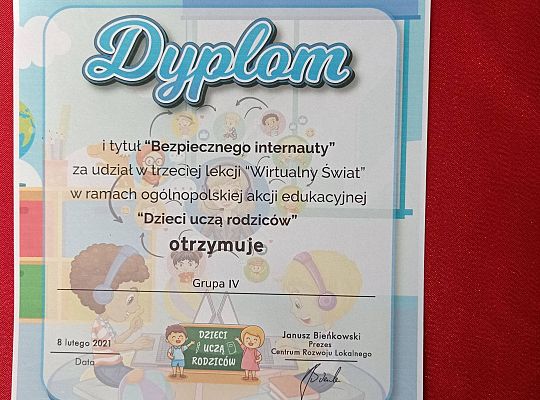 Dyplom
i tytuł “Bezpiecznego internauty”
za udział w trzeciej lekcji “Wirtualny Świat”
w ramach ogólnopolskiej akcji edukacyjnej
“Dzieci uczą rodziców”
otrzymuje
Grupa IV
8 lutego 2021
Data
DZIECI
UCZĄ
RODZICÓW
Janusz Bieńkowski
Prezes
Centrum Rozwoju Lokalnego